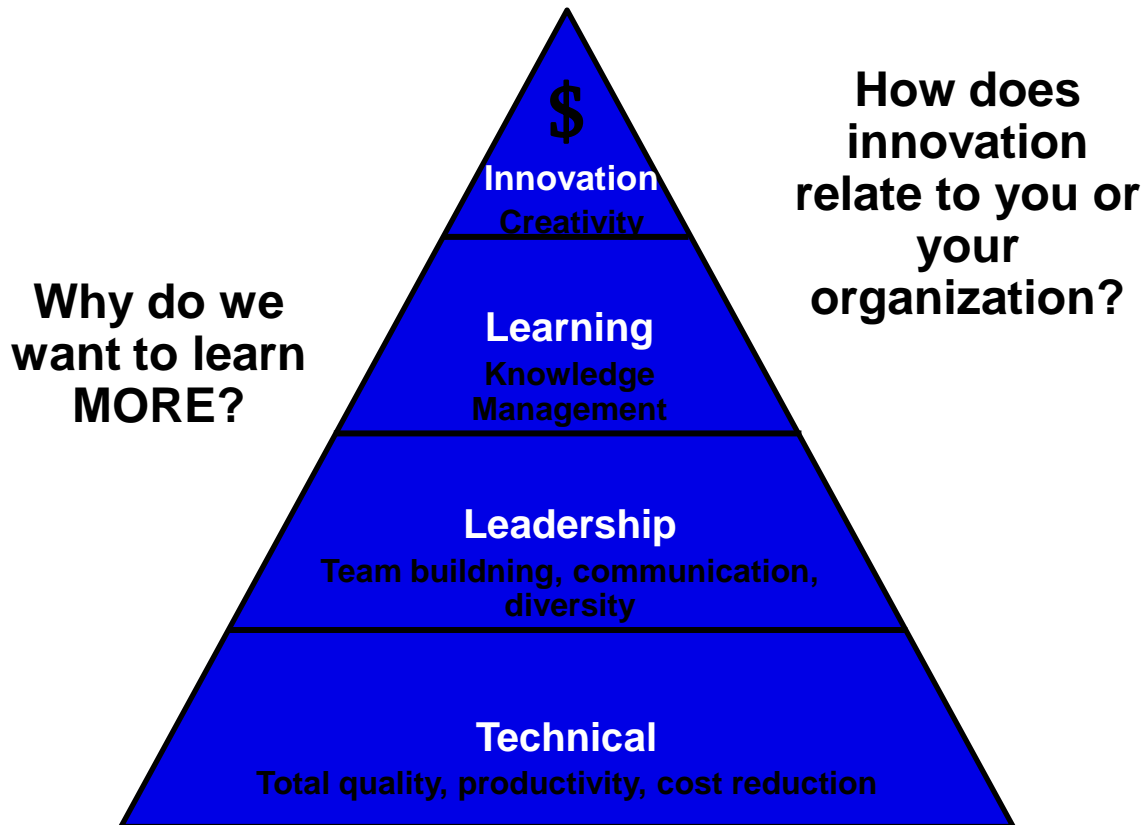 $
Innovation
Creativity
How does
innovation
relate to you or
your
organization?
Why do we
want to learn
MORE?
Learning
Knowledge
Management
Leadership
Team buildning, communication,
diversity
Technical
Total quality, productivity, cost reduction